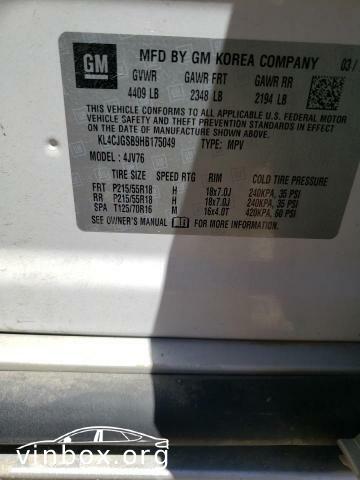 GM
MFD BY GM KOREA COMPANY 03/
GVWR GAWR FRT GAWR RR
4409 LB 2348 LB 2194 LB
THIS VEHICLE CONFORMS TO ALL APPLICABLE U.S. FEDERAL MOTOR
VEHICLE SAFETY AND THEFT PREVENTION STANDARDS IN EFFECT
ON THE DATE OF MANUFACTURE SHOWN ABOVE.
KL4CJGSB9HB175049 TYPE: MPV
MODEL: 4JV76
TIRE SIZE SPEED RTG RIM COLD TIRE PRESSURE
FRT P215/55R18 H 18x7.0J 240KPA, 35 PSI
RR P215/55R18 H 18x7.0J 240KPA, 35 PSI
SPA T125/70R16 M 16x4.0T 420KPA, 60 PSI
SEE OWNER'S MANUAL FOR MORE INFORMATION.
vinbox.org